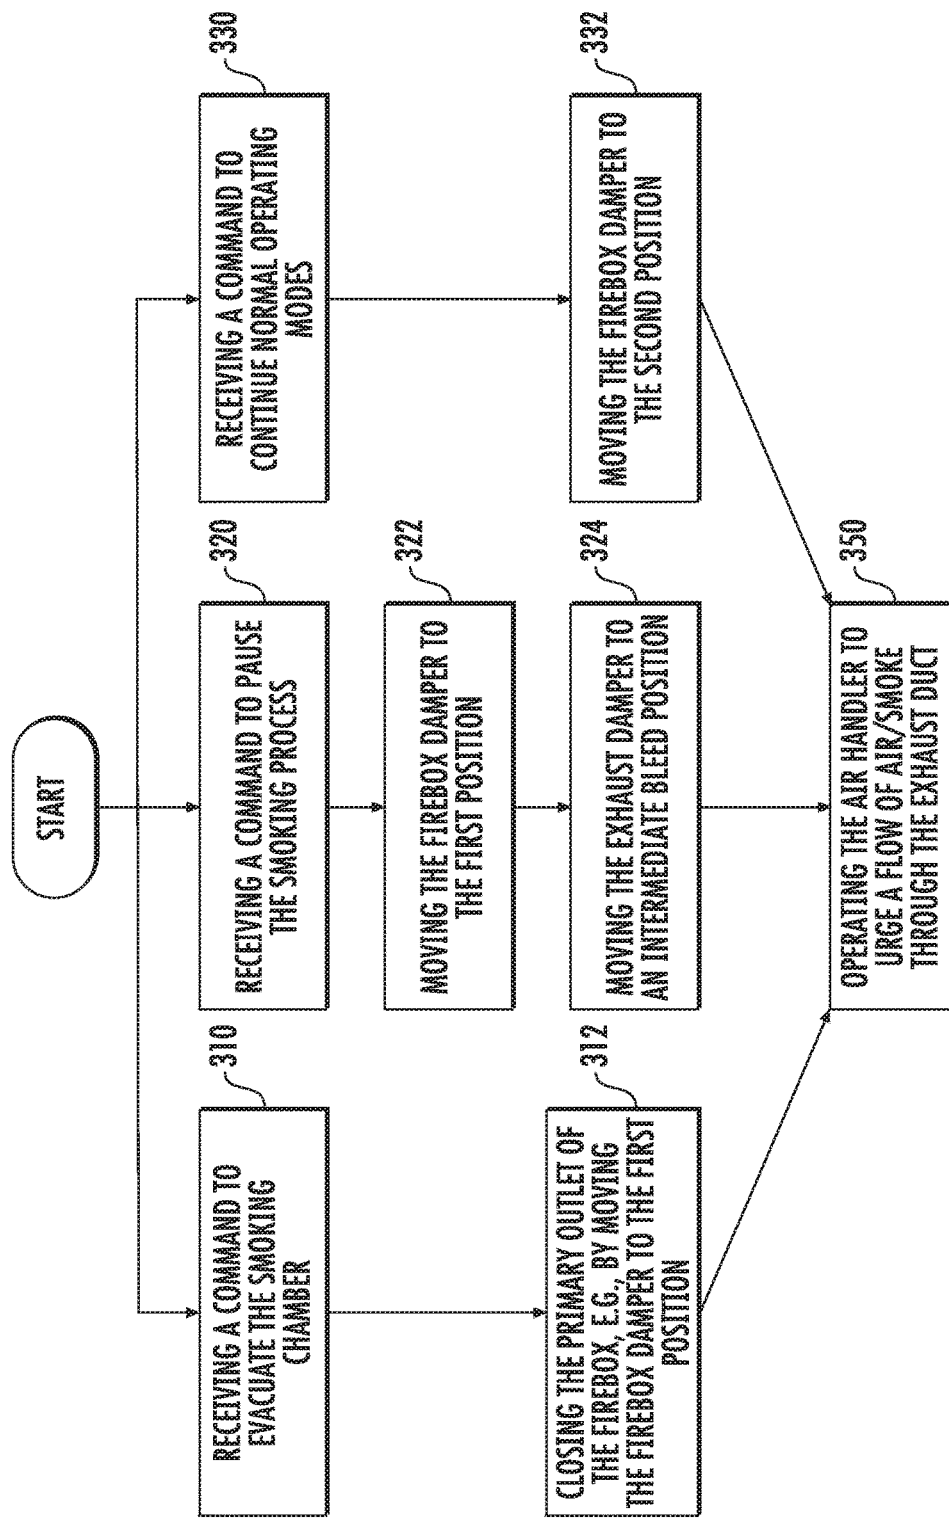 START
310
RECEIVING A COMMAND TO
EVACUATE THE SMOKING
CHAMBER
312
CLOSING THE PRIMARY OUTLET OF
THE FIREBOX, E.G., BY MOVING
THE FIREBOX DAMPER TO THE FIRST
POSITION
320
RECEIVING A COMMAND TO PAUSE
THE SMOKING PROCESS
322
MOVING THE FIREBOX DAMPER TO
THE FIRST POSITION
324
MOVING THE EXHAUST DAMPER TO
AN INTERMEDIATE BLEED POSITION
330
RECEIVING A COMMAND TO
CONTINUE NORMAL OPERATING
MODES
332
MOVING THE FIREBOX DAMPER TO
THE SECOND POSITION
350
OPERATING THE AIR HANDLER TO
URGE A FLOW OF AIR/SMOKE
THROUGH THE EXHAUST DUCT